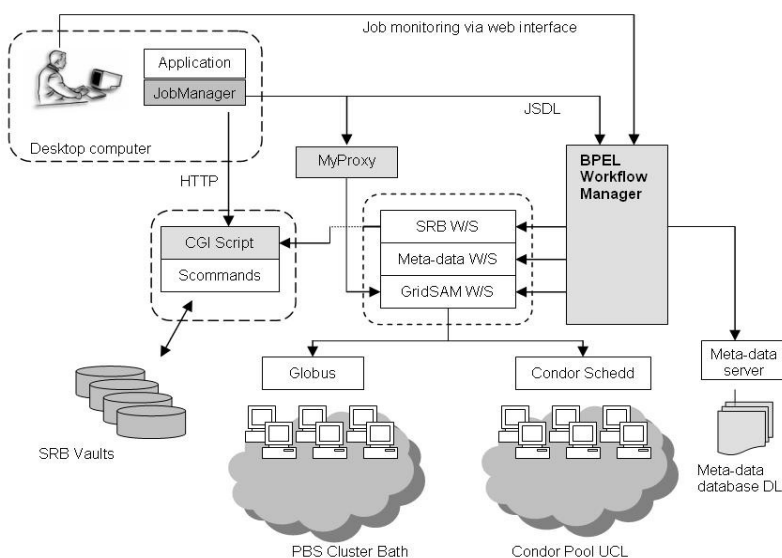 Job monitoring via web interface
Application
JobManager
JSDL
Desktop computer
MyProxy
BPEL
Workflow
Manager
HTTP
SRB W/S
CGI Script
Meta-data W/S
Scommands
GridSAM W/S
Globus
Condor Schedd
Meta-data
server
SRB Vaults
Meta-data
database DL
PBS Cluster Bath
Condor Pool UCL